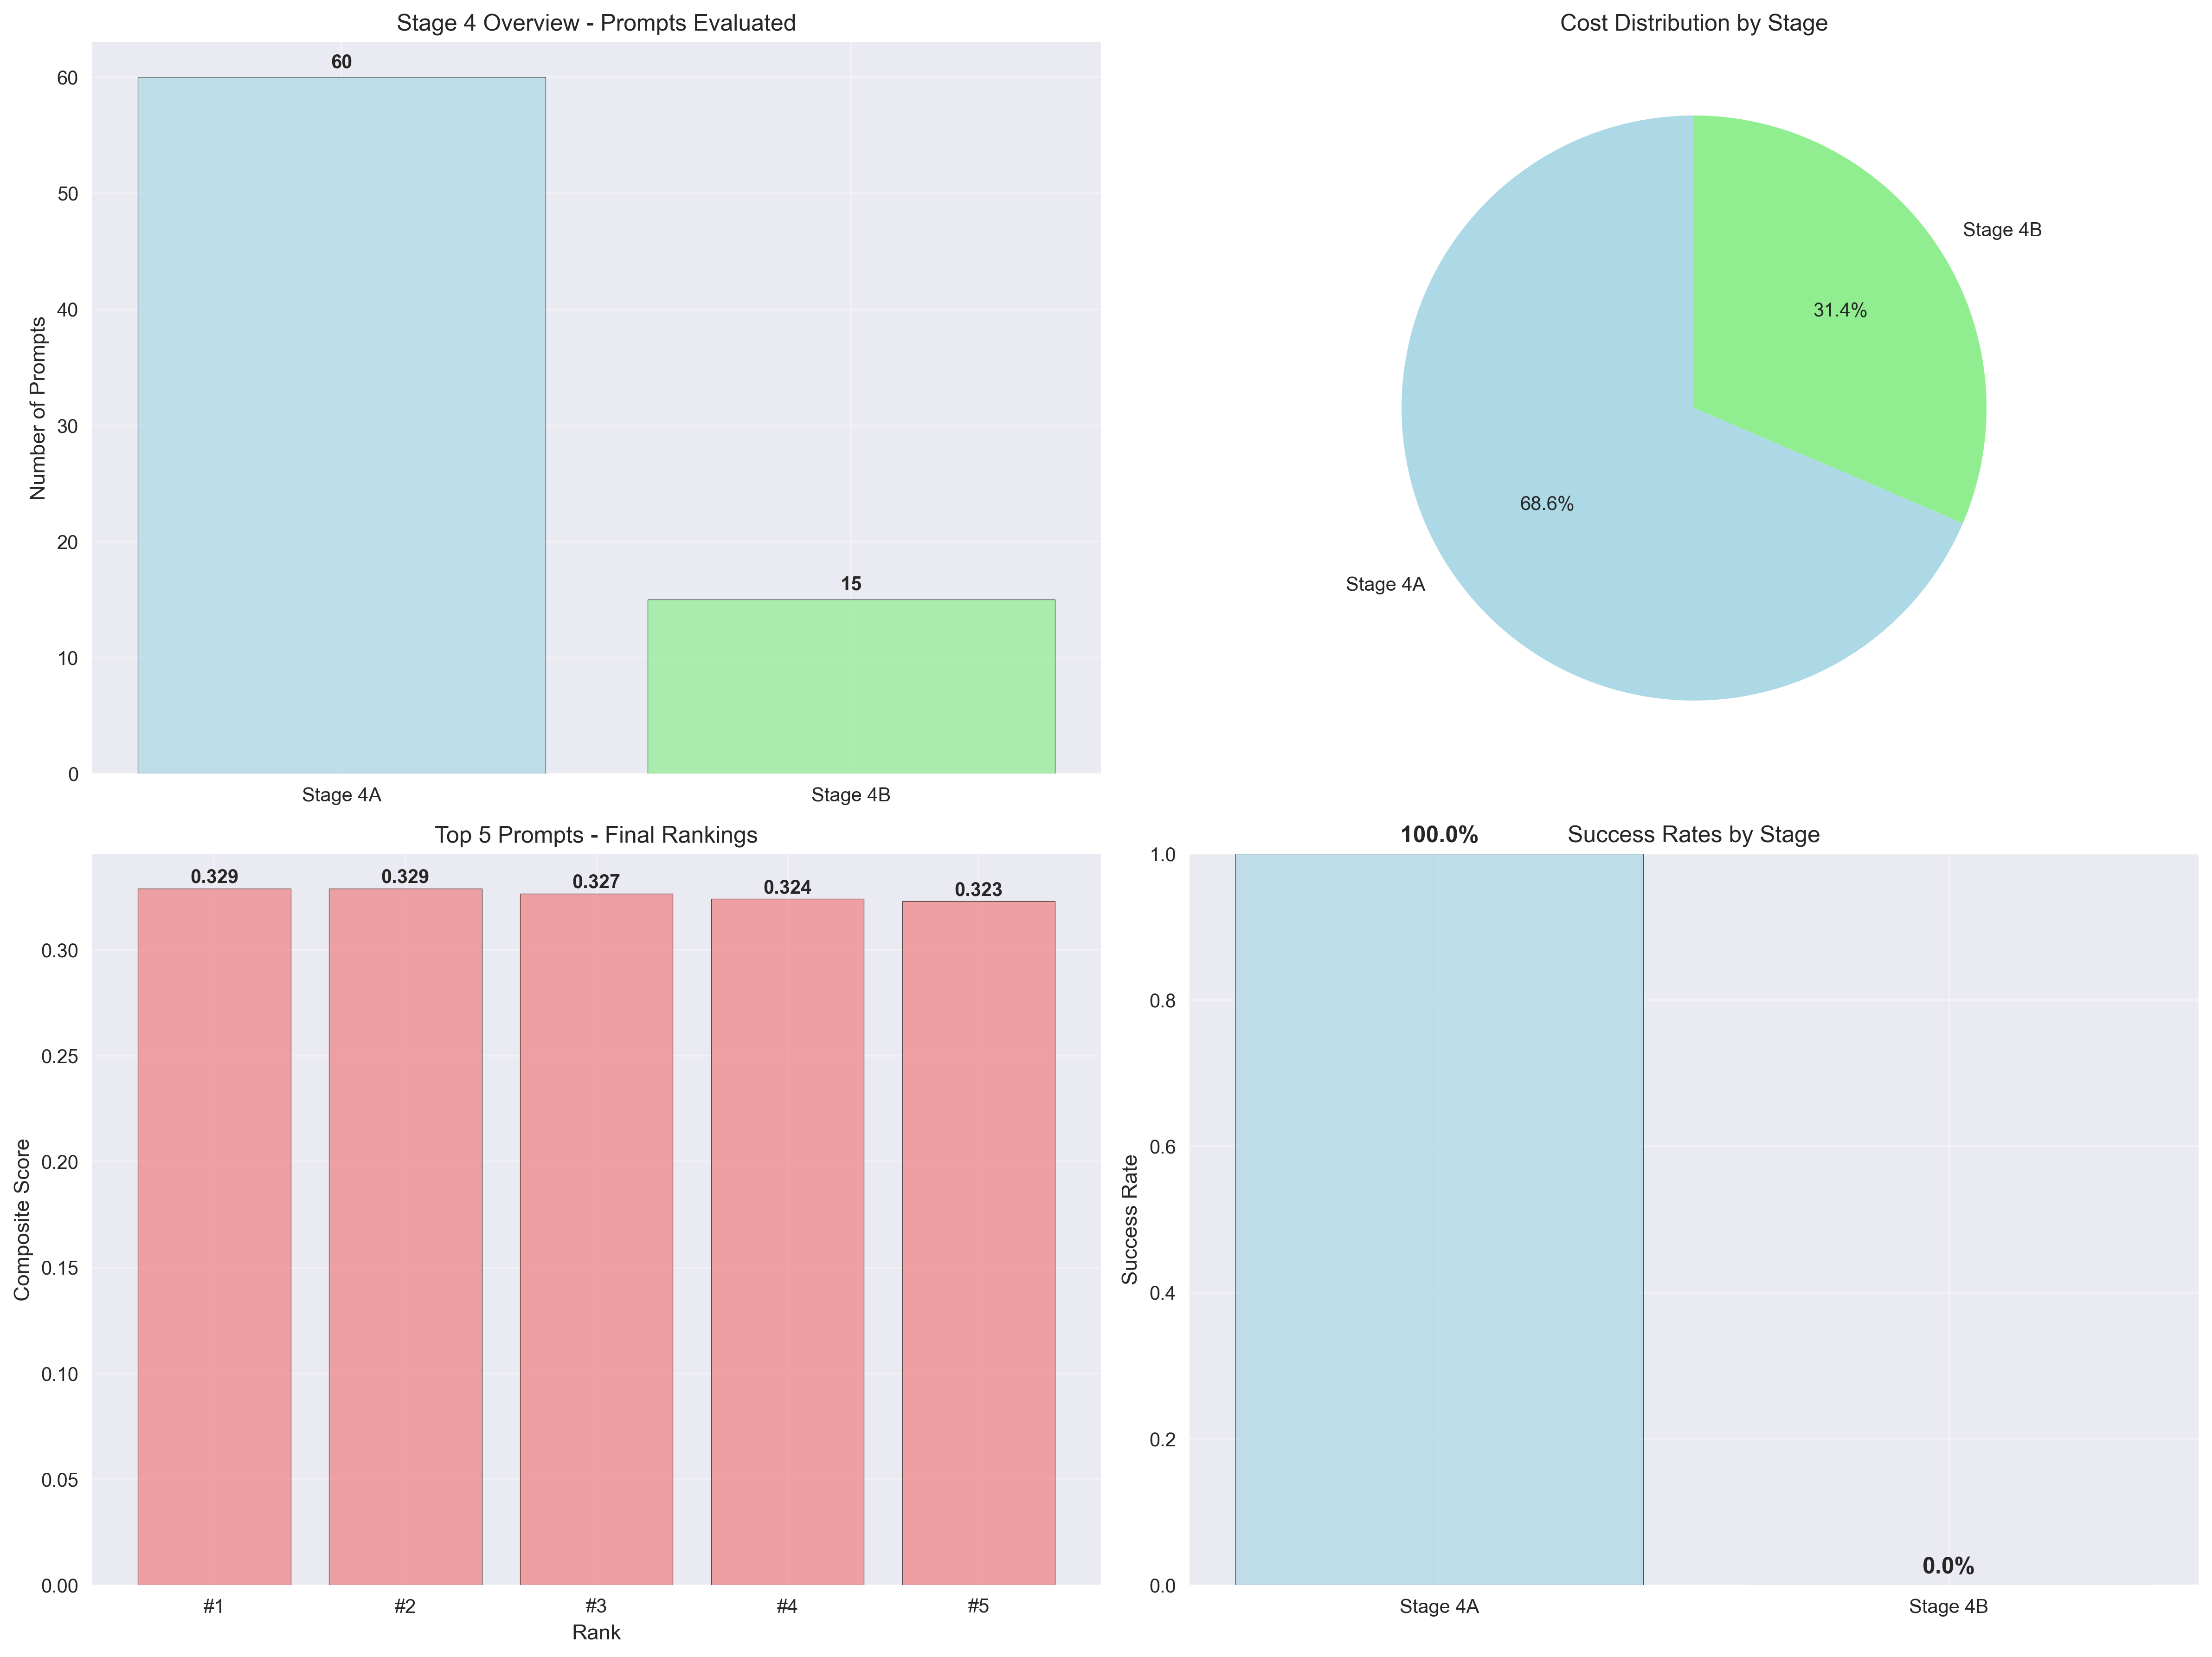 Stage 4 Overview - Prompts Evaluated
Number of Prompts
60
50
40
30
20
10
0
60
15
Stage 4A
Stage 4B
Cost Distribution by Stage
Stage 4B
31.4%
68.6%
Stage 4A
Top 5 Prompts - Final Rankings
Composite Score
0.30
0.25
0.20
0.15
0.10
0.05
0.00
0.329
0.329
0.327
0.324
0.323
#1
#2
#3
#4
#5
Rank
Success Rates by Stage
Success Rate
1.0
0.8
0.6
0.4
0.2
0.0
100.0%
0.0%
Stage 4A
Stage 4B